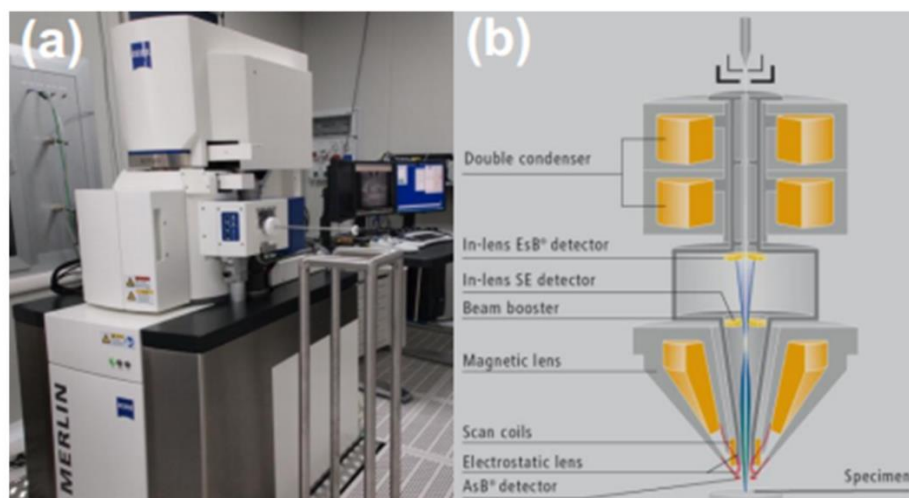 (a)
ZEISS
MERLIN
(b)
Double condenser
In-lens EsB® detector
In-lens SE detector
Beam booster
Magnetic lens
Scan coils
Electrostatic lens
AsB® detector
Specimen